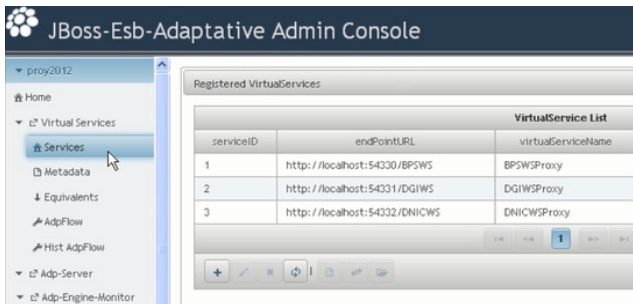 JBoss-Esb-Adaptative Admin Console
proy2012
Home
Virtual Services
Services
Metadata
Equivalents
AdpFlow
Hist AdpFlow
Adp-Server
Adp-Engine-Monitor
Registered VirtualServices
VirtualService List
serviceID endPointURL virtualServiceName
1 http://localhost:54330/BPSWS BPSWSProxy
2 http://localhost:54331/DGIWS DGIWSProxy
3 http://localhost:54332/DNICWS DNICWSProxy
1